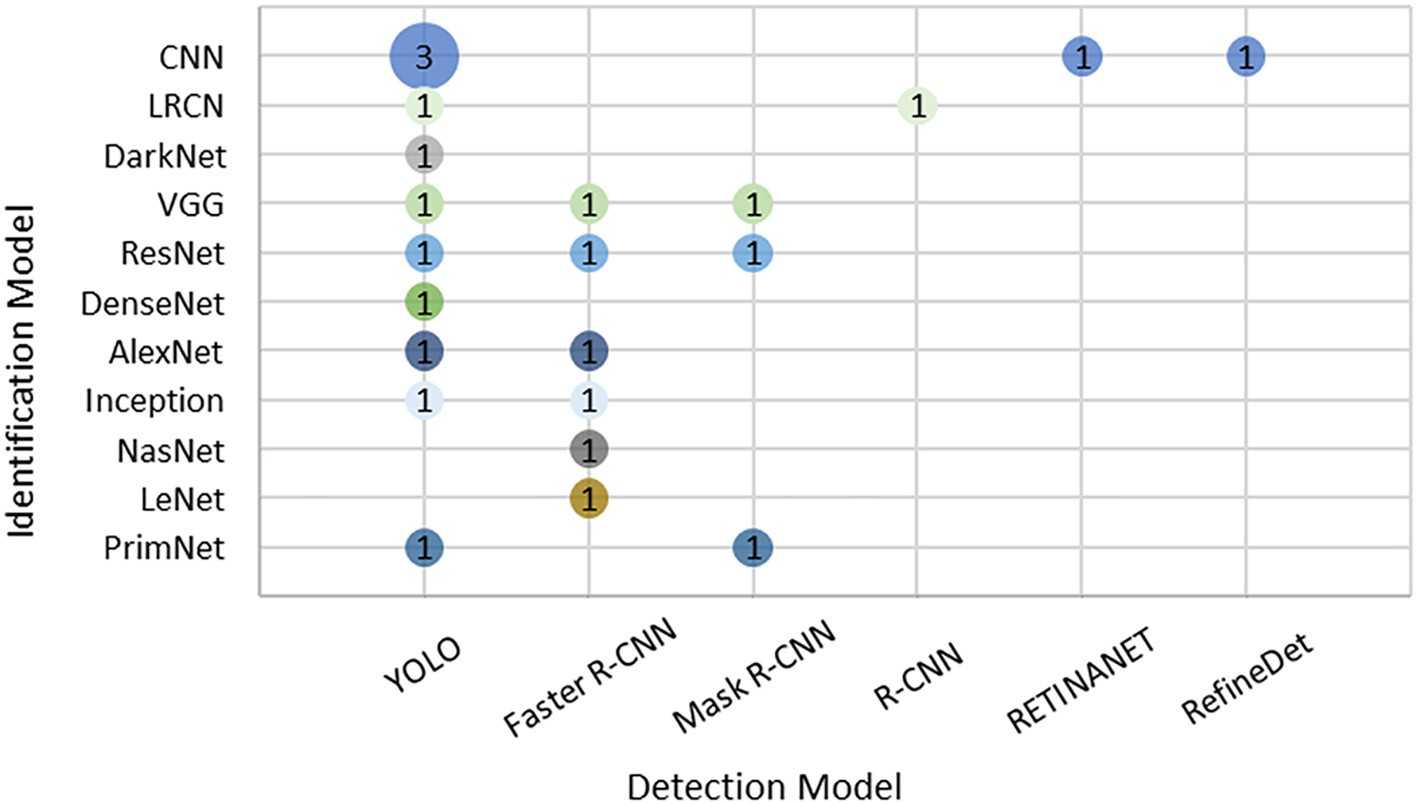 CNN 3 1 1
LRCN 1 1
DarkNet 1
VGG 1 1 1
ResNet 1 1 1
DenseNet 1
AlexNet 1 1
Inception 1 1
NasNet 1
LeNet 1
PrimNet 1 1
Identification Model
YOLO Faster R-CNN Mask R-CNN R-CNN RETINANET RefineDet
Detection Model